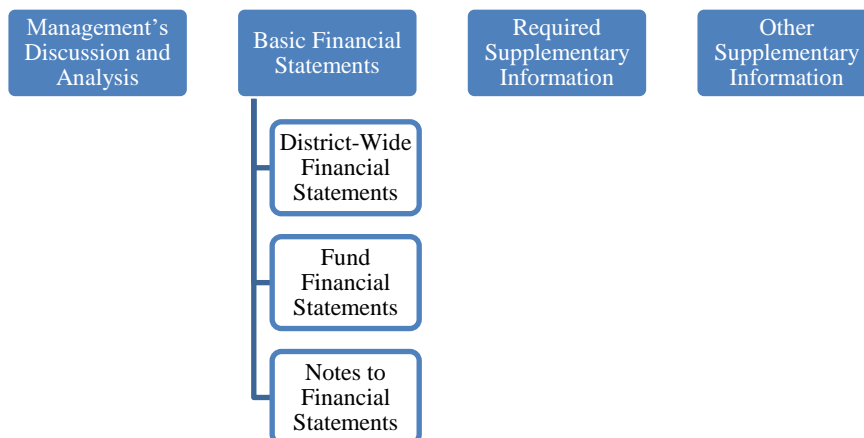 Management’s
Discussion and
Analysis
Basic Financial
Statements
Required
Supplementary
Information
Other
Supplementary
Information
District-Wide
Financial
Statements
Fund
Financial
Statements
Notes to
Financial
Statements